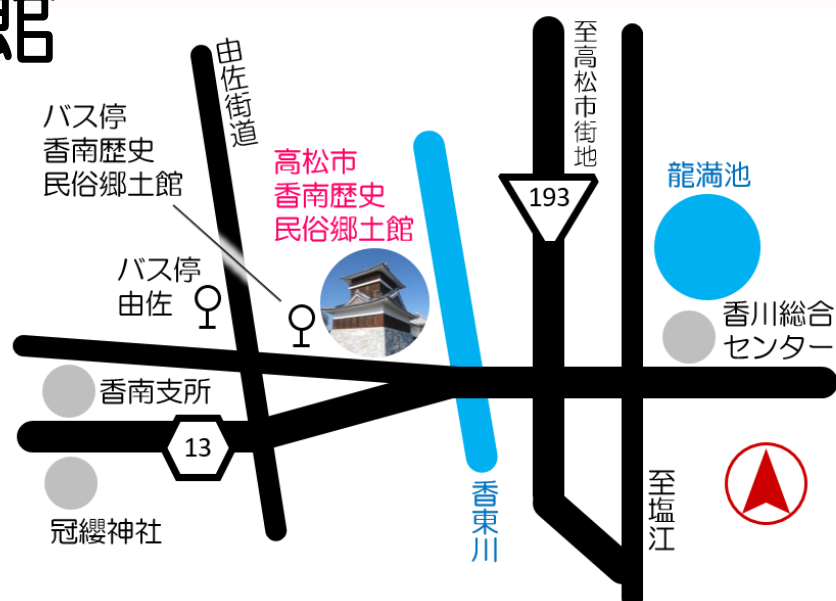 館
由佐街道
至高松市街地
バス停
香南歴史
民俗郷土館
高松市
香南歴史
民俗郷土館
193
龍満池
バス停
由佐
香川総合
センター
香南支所
13
冠纓神社
香東川
至塩江